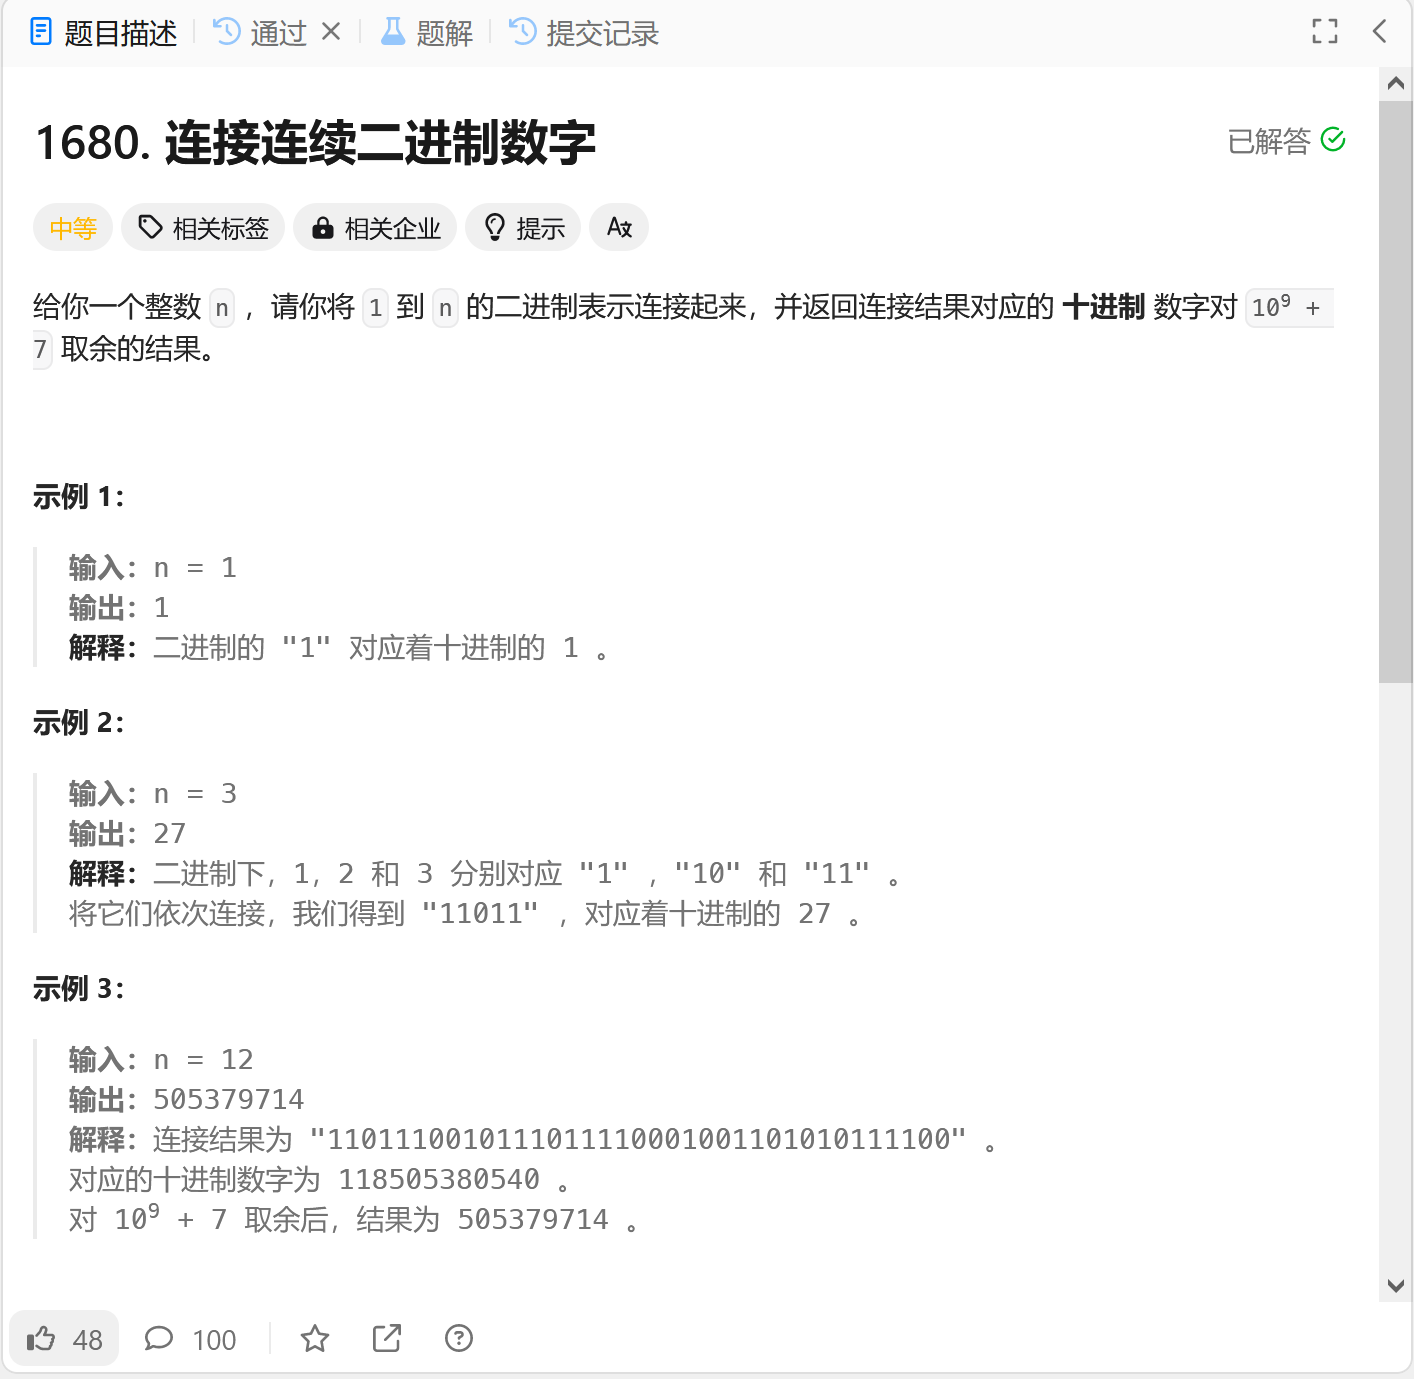 题目描述 通过 题解 提交记录
1680. 连接连续二进制数字 已解答
中等 相关标签 相关企业 提示 Aあ
给你一个整数 n ，请你将 1 到 n 的二进制表示连接起来，并返回连接结果对应的 十进制 数字对 10⁹ +
7 取余的结果。
示例 1：
输入：n = 1
输出：1
解释：二进制的 "1" 对应着十进制的 1 。
示例 2：
输入：n = 3
输出：27
解释：二进制下，1，2 和 3 分别对应 "1" ，"10" 和 "11" 。
将它们依次连接，我们得到 "11011" ，对应着十进制的 27 。
示例 3：
输入：n = 12
输出：505379714
解释：连接结果为 "1101110010111011110001001101010111100" 。
对应的十进制数字为 118505380540 。
对 10⁹ + 7 取余后，结果为 505379714 。
48 100